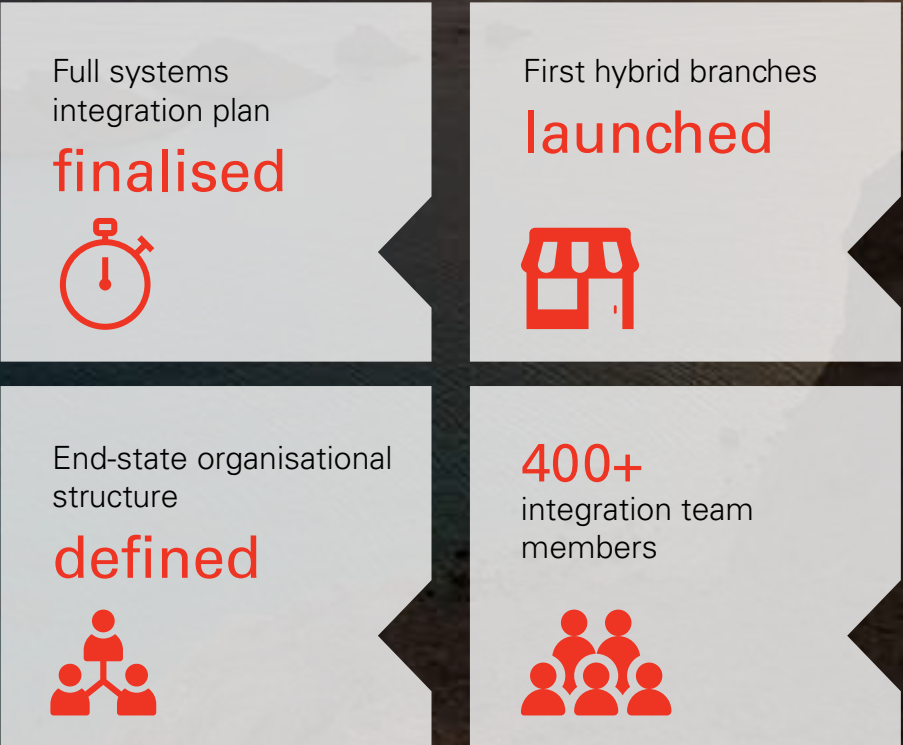 Full systems
integration plan
finalised
First hybrid branches
launched
End-state organisational
structure
defined
400+
integration team
members